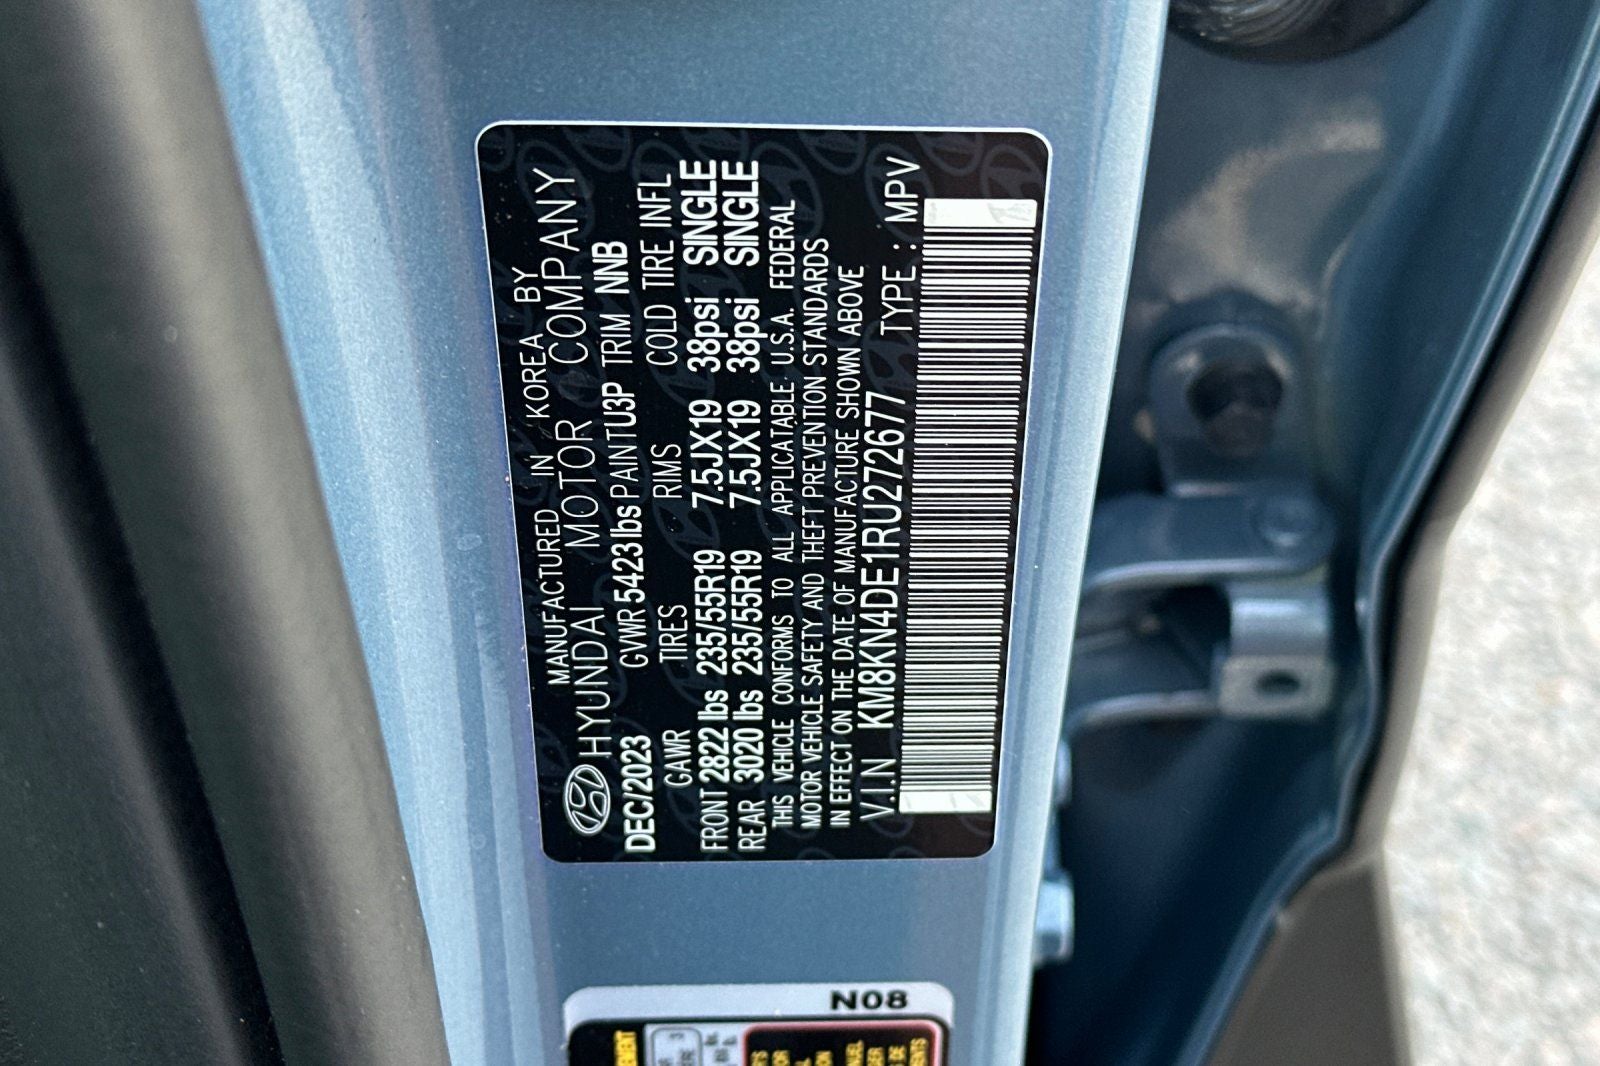 MANUFACTURED IN KOREA BY
HYUNDAI MOTOR COMPANY
DEC/2023 GVWR 5423 lbs PAINT U3P TRIM NNB
GAWR TIRES RIMS COLD TIRE INFL
FRONT 2822 lbs 235/55R19 7.5JX19 38psi SINGLE
REAR 3020 lbs 235/55R19 7.5JX19 38psi SINGLE
THIS VEHICLE CONFORMS TO ALL APPLICATABLE U.S.A. FEDERAL
MOTOR VEHICLE SAFETY AND THEFT PREVENTION STANDARDS
IN EFFECT ON THE DATE OF MANUFACTURE SHOWN ABOVE
V.I.N KM8KN4DE1RU272677 TYPE : MPV
N08